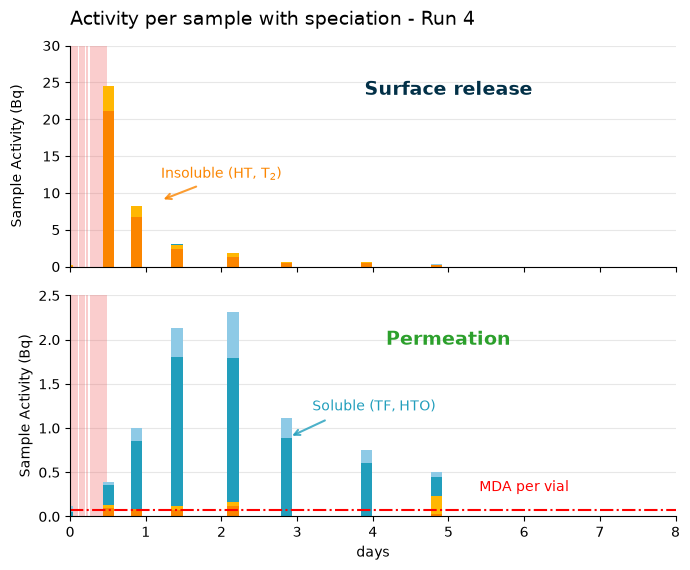 Activity per sample with speciation - Run 4
30
25
20
15
10
5
0
Sample Activity (Bq)
Surface release
Insoluble (HT, T₂)
2.5
2.0
1.5
1.0
0.5
0.0
Sample Activity (Bq)
Permeation
Soluble (TF, HTO)
MDA per vial
0 1 2 3 4 5 6 7 8
days